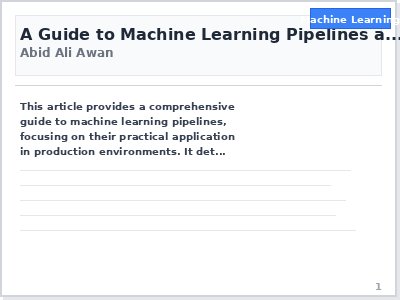 Machine Learning
A Guide to Machine Learning Pipelines a...
Abid Ali Awan
This article provides a comprehensive
guide to machine learning pipelines,
focusing on their practical application
in production environments. It det...
1